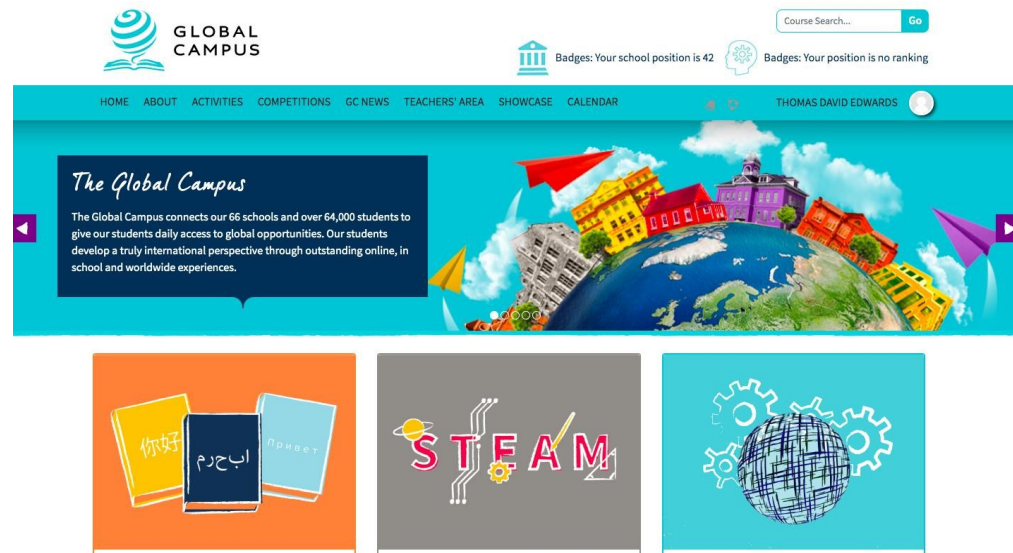 GLOBAL
CAMPUS
Course Search...
Go
Badges: Your school position is 42
Badges: Your position is no ranking
HOME ABOUT ACTIVITIES COMPETITIONS GC NEWS TEACHERS' AREA SHOWCASE CALENDAR
THOMAS DAVID EDWARDS
The Global Campus
The Global Campus connects our 66 schools and over 64,000 students to
give our students daily access to global opportunities. Our students
develop a truly international perspective through outstanding online, in
school and worldwide experiences.
你好
ابحرم
Привет
STEAM